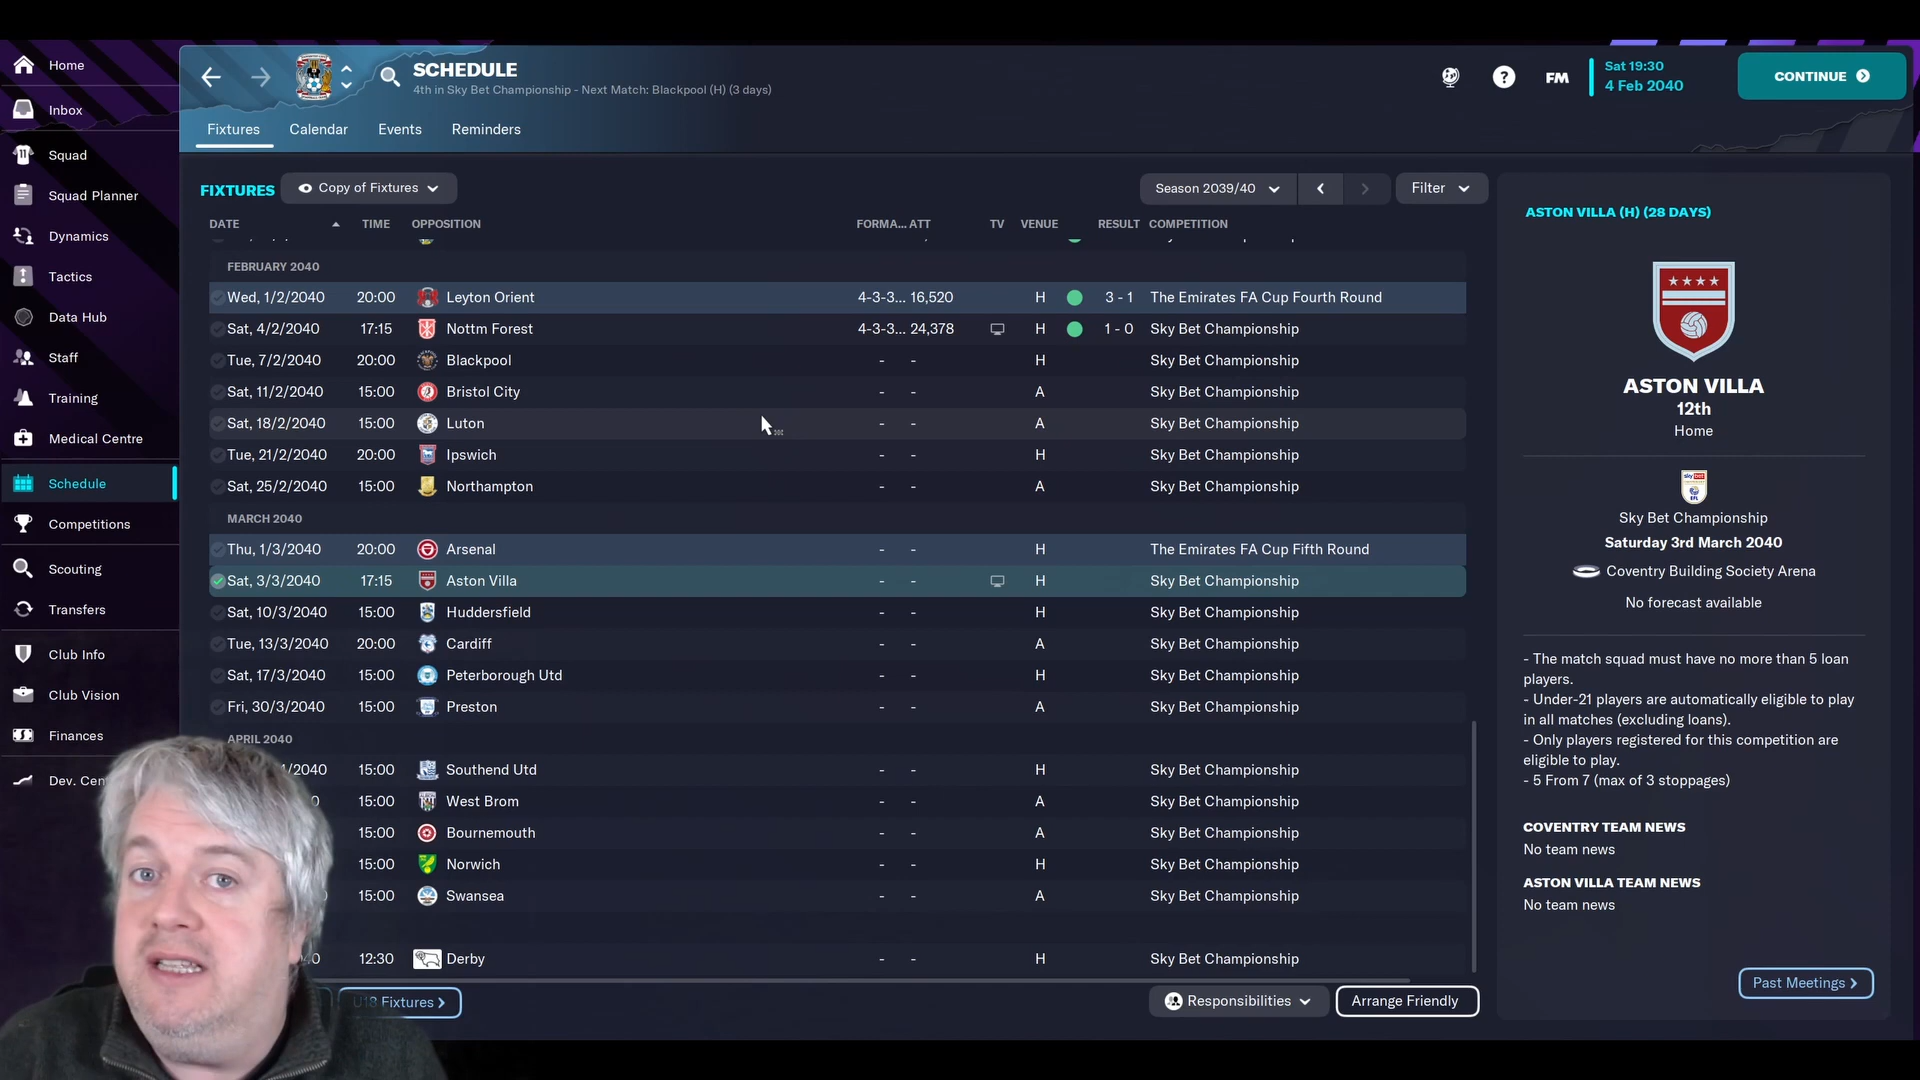 Home
Inbox
Squad
Squad Planner
Dynamics
Tactics
Data Hub
Staff
Training
Medical Centre
Schedule
Competitions
Scouting
Transfers
Club Info
Club Vision
Finances
Dev. Cen
SCHEDULE
4th in Sky Bet Championship - Next Match: Blackpool (H) (3 days)
FM
Sat 19:30
4 Feb 2040
CONTINUE
Fixtures Calendar Events Reminders
FIXTURES Copy of Fixtures Season 2039/40 Filter
DATE TIME OPPOSITION FORMA... ATT TV VENUE RESULT COMPETITION
FEBRUARY 2040
Wed, 1/2/2040 20:00 Leyton Orient 4-3-3... 16,520 H 3 - 1 The Emirates FA Cup Fourth Round
Sat, 4/2/2040 17:15 Nottm Forest 4-3-3... 24,378 H 1 - 0 Sky Bet Championship
Tue, 7/2/2040 20:00 Blackpool - - H Sky Bet Championship
Sat, 11/2/2040 15:00 Bristol City - - A Sky Bet Championship
Sat, 18/2/2040 15:00 Luton - - A Sky Bet Championship
Tue, 21/2/2040 20:00 Ipswich - - H Sky Bet Championship
Sat, 25/2/2040 15:00 Northampton - - A Sky Bet Championship
MARCH 2040
Thu, 1/3/2040 20:00 Arsenal - - H The Emirates FA Cup Fifth Round
Sat, 3/3/2040 17:15 Aston Villa - - H Sky Bet Championship
Sat, 10/3/2040 15:00 Huddersfield - - H Sky Bet Championship
Tue, 13/3/2040 20:00 Cardiff - - A Sky Bet Championship
Sat, 17/3/2040 15:00 Peterborough Utd - - H Sky Bet Championship
Fri, 30/3/2040 15:00 Preston - - A Sky Bet Championship
APRIL 2040
/2040 15:00 Southend Utd - - H Sky Bet Championship
0 15:00 West Brom - - A Sky Bet Championship
15:00 Bournemouth - - A Sky Bet Championship
15:00 Norwich - - H Sky Bet Championship
15:00 Swansea - - A Sky Bet Championship
0 12:30 Derby - - H Sky Bet Championship
U18 Fixtures
Responsibilities
Arrange Friendly
ASTON VILLA (H) (28 DAYS)
ASTON VILLA
12th
Home
sky bet
EFL
Sky Bet Championship
Saturday 3rd March 2040
Coventry Building Society Arena
No forecast available
- The match squad must have no more than 5 loan
players.
- Under-21 players are automatically eligible to play
in all matches (excluding loans).
- Only players registered for this competition are
eligible to play.
- 5 From 7 (max of 3 stoppages)
COVENTRY TEAM NEWS
No team news
ASTON VILLA TEAM NEWS
No team news
Past Meetings